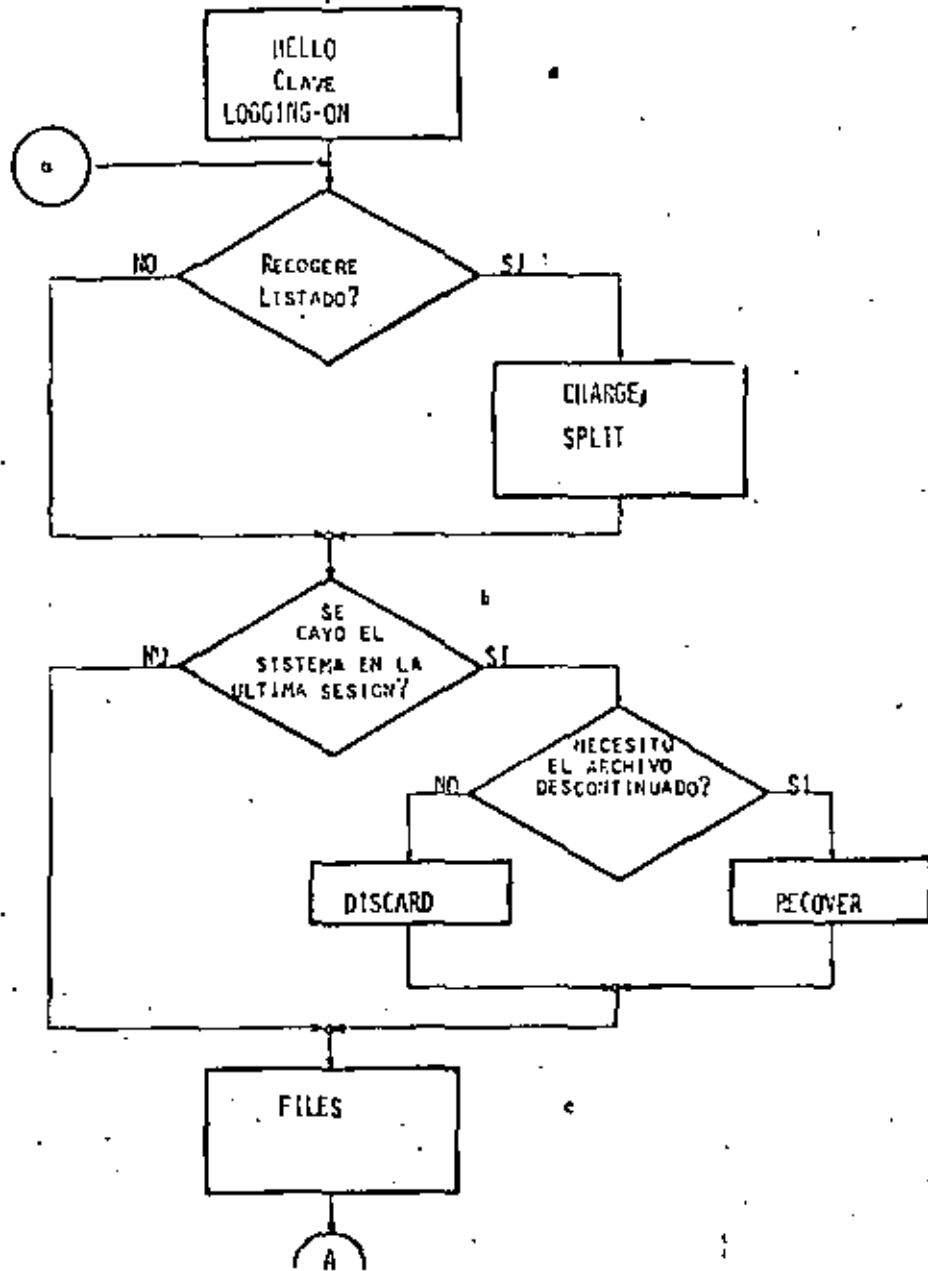 HELLO
CLAVE
LOGGING-ON
a
a
NO
RECOGERE
LISTADO?
SI
CHARGE,
SPLIT
b
NO
SE
CAYO EL
SISTEMA EN LA
ULTIMA SESION?
SI
NO
NECESITO
EL ARCHIVO
DESCONTINUADO?
SI
DISCARD
RECOVER
FILES
c
A